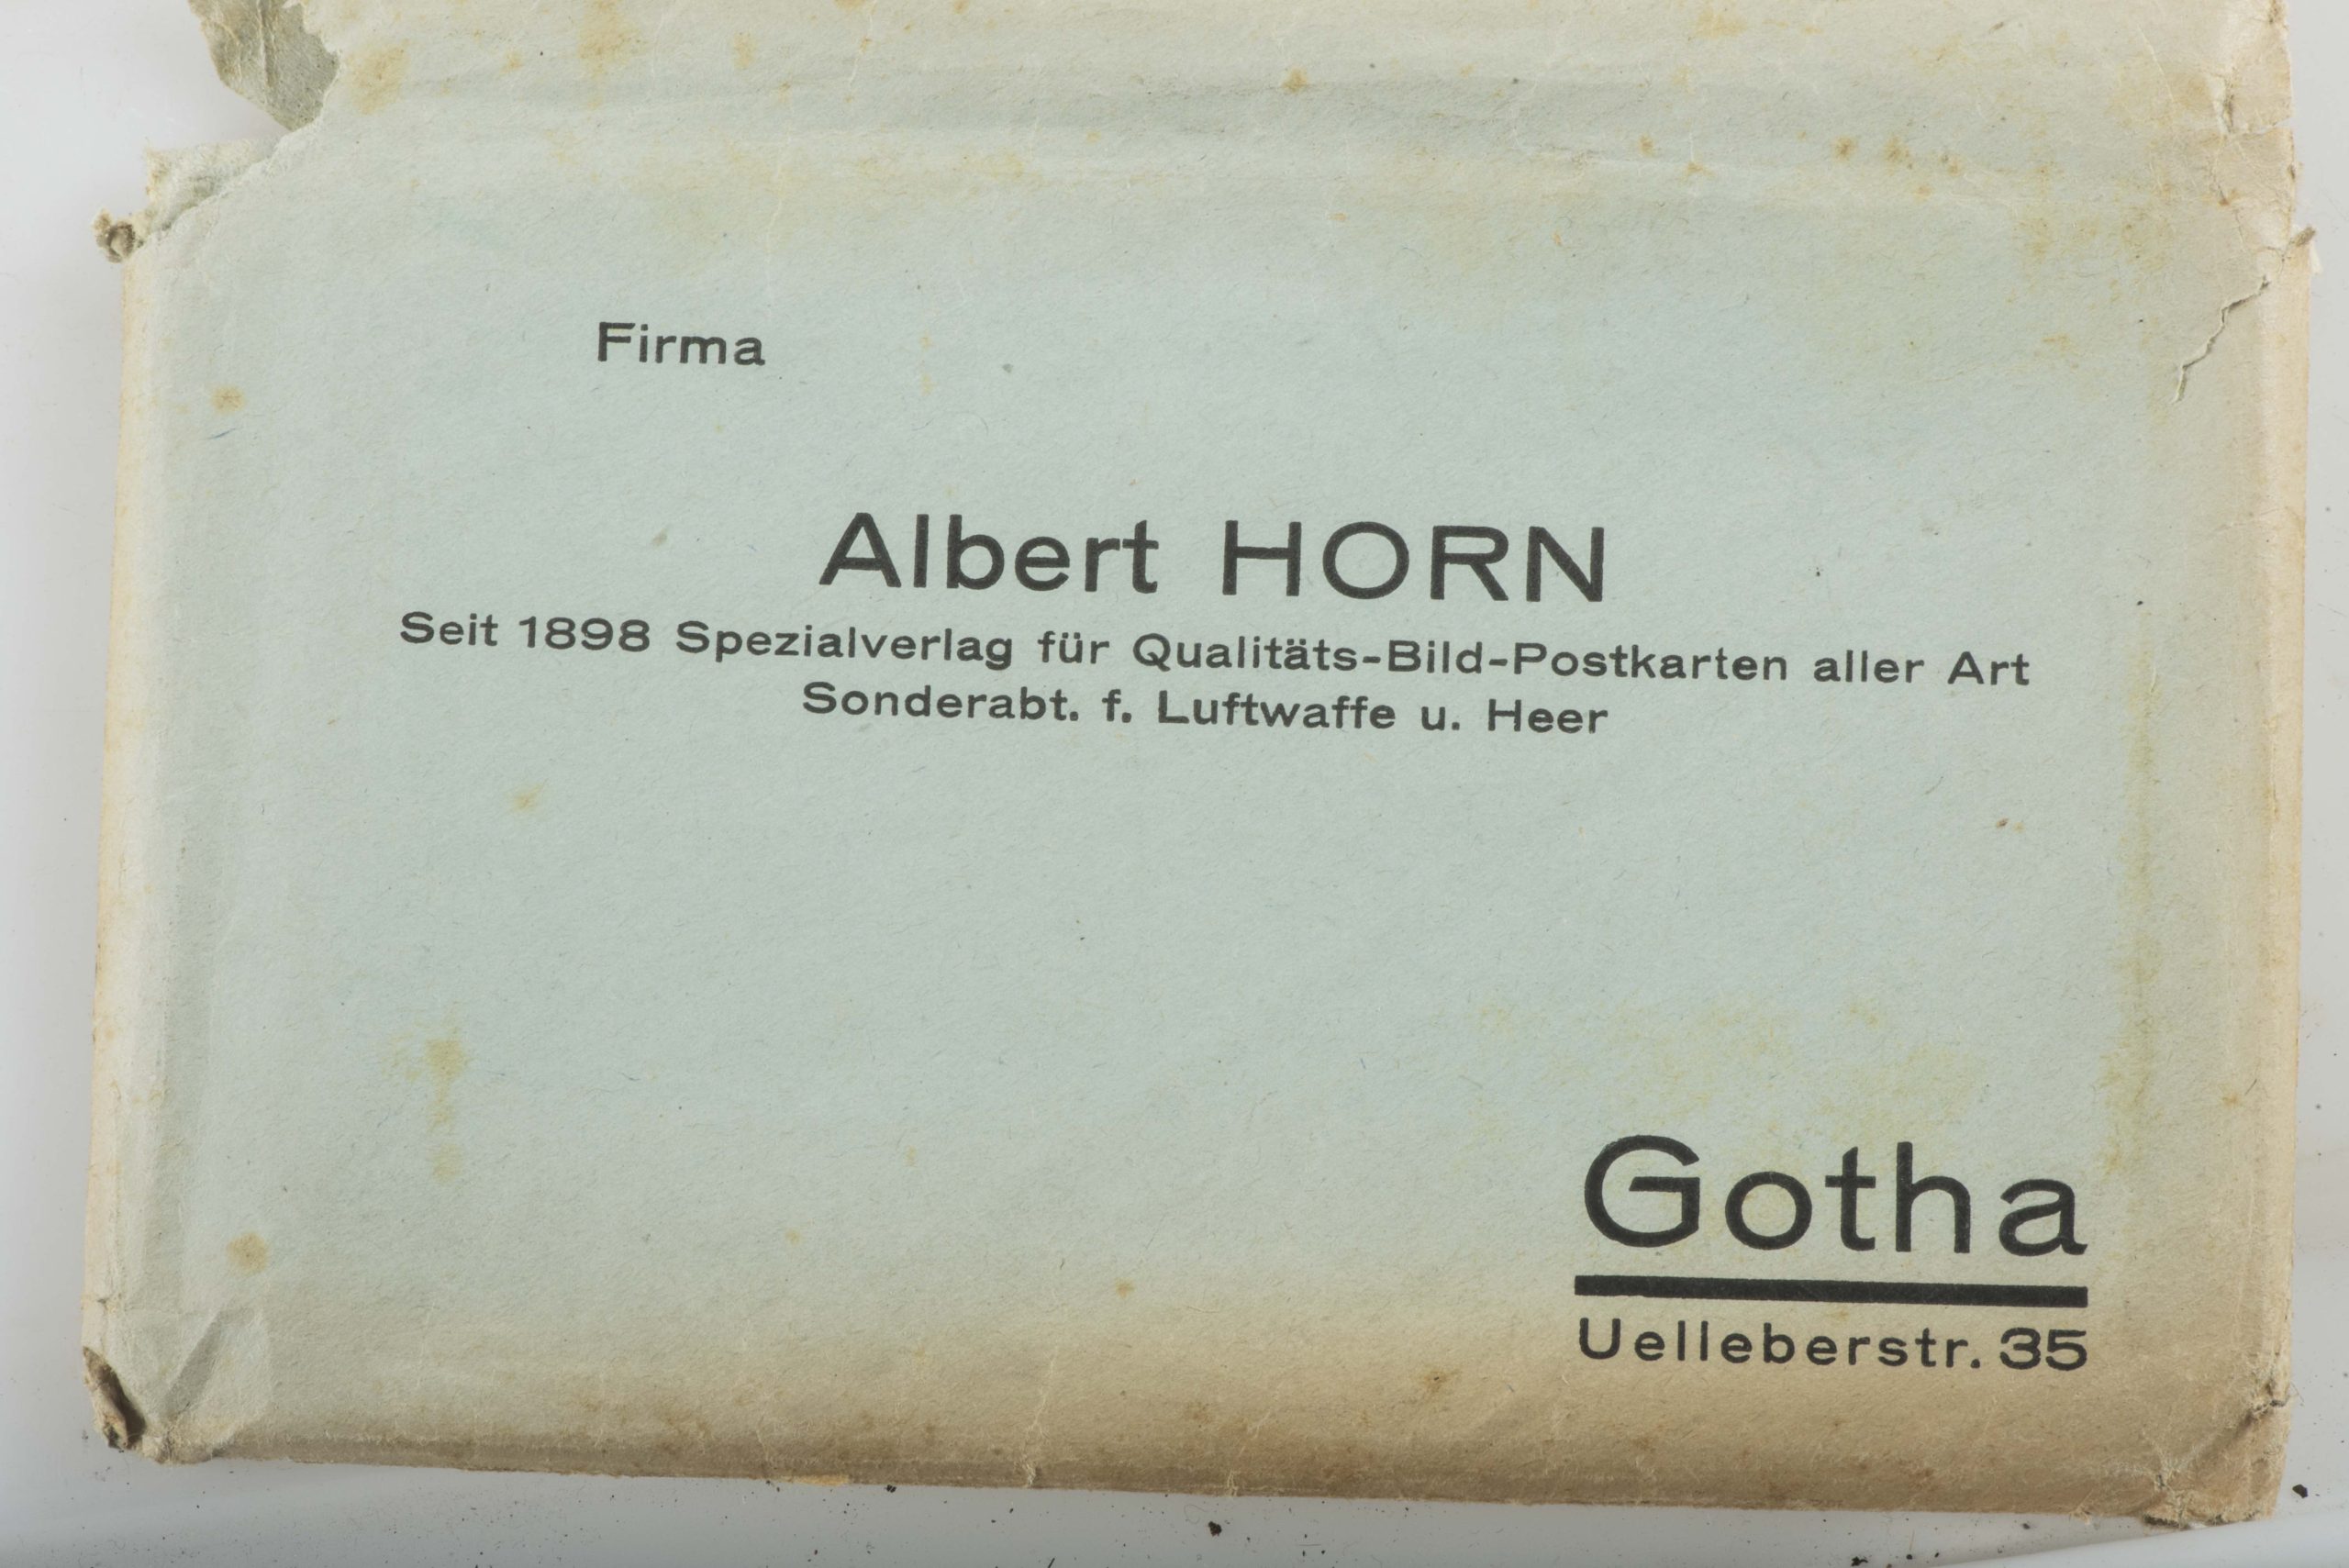 Firma
Albert HORN
Seit 1898 Spezialverlag für Qualitäts-Bild-Postkarten aller Art
Sonderabt. f. Luftwaffe u. Heer
Gotha
Uelleberstr. 35